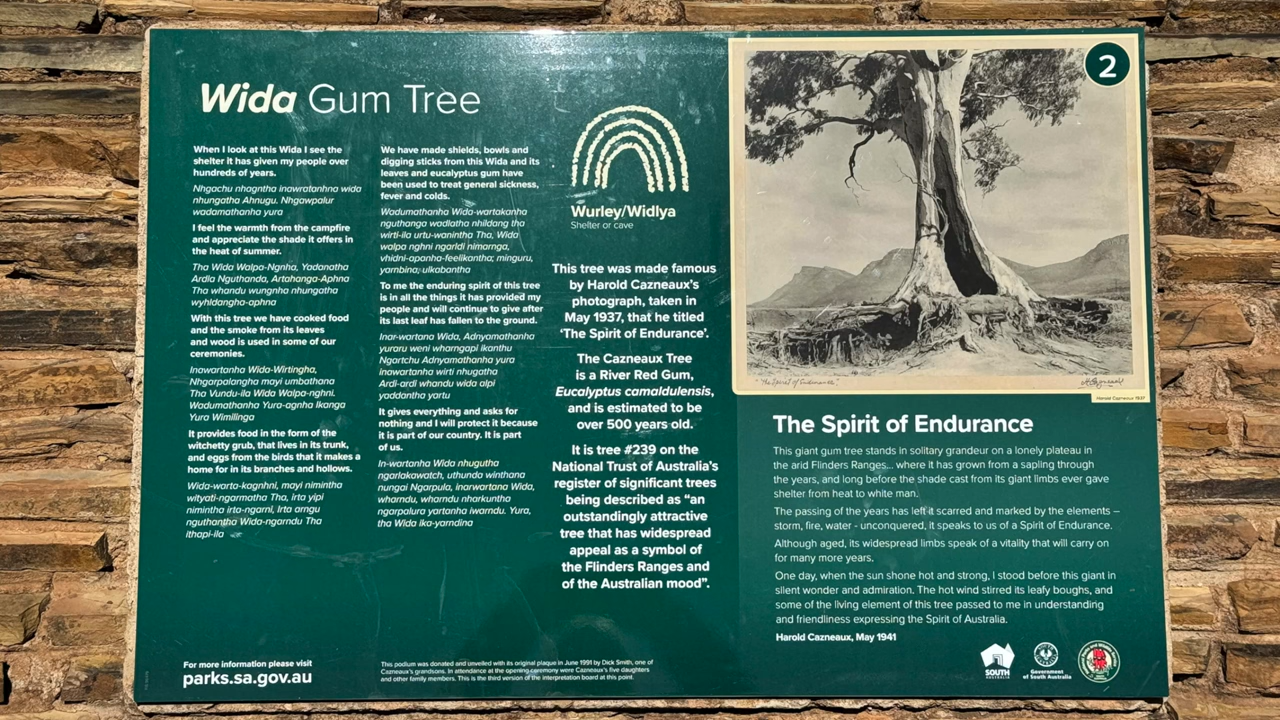 Wida Gum Tree
When I look at this Wida I see the
shelter it has given my people over
hundreds of years.
Nhgachu nhagntha inawratanhna wida
nhungatha Ahnugu. Nhgawpalur
wadamathanha yura
I feel the warmth from the campfire
and appreciate the shade it offers in
the heat of summer.
Tha Wida Walpa-Ngnha, Yadanatha
Ardla Nguthanda, Artahanga-Aphna
Tha whandu wungnha nhungatha
wyhldangha-aphna
With this tree we have cooked food
and the smoke from its leaves
and wood is used in some of our
ceremonies.
Inawartanha Wida-Wirtingha,
Nhgarpalangha mayi umbathana
Tha Vundu-ila Wida Walpa-nghni.
Wadumathanha Yura-agnha Ikanga
Yura Wimilinga
It provides food in the form of the
witchetty grub, that lives in its trunk,
and eggs from the birds that it makes a
home for in its branches and hollows.
Wida-warta-kagnhni, mayi nimintha
wityati-ngarmatha Tha, irta yipi
nimintha irta-ngarni, Irta arngu
nguthantha Wida-ngarndu Tha
ithapi-ila
We have made shields, bowls and
digging sticks from this Wida and its
leaves and eucalyptus gum have
been used to treat general sickness,
fever and colds.
Wadumathanha Wida-wartakanha
nguthanga wadlatha nhildang tha
wirti-ila urtu-wanintha Tha, Wida
walpa nghni ngarldi nimarnga,
vhidni-apanha-feelikantha; minguru,
yarnbina; ulkabantha
To me the enduring spirit of this tree
is in all the things it has provided my
people and will continue to give after
its last leaf has fallen to the ground.
Inar-wartana Wida, Adnyamathanha
yuraru weni wharngapi ikanthu
Ngartchu Adnyamathanha yura
inawartanha wirti nhugatha
Ardi-ardi whandu wida alpi
yaddantha yartu
It gives everything and asks for
nothing and I will protect it because
it is part of our country. It is part
of us.
In-wartanha Wida nhugutha
ngarlakawatch, uthunda winthana
nungai Ngarpula, inarwartana Wida,
wharndu, wharndu nharkuntha
ngarpalura yartanha iwarndu. Yura,
tha Wida ika-yarndina
Wurley/Widlya
Shelter or cave
This tree was made famous
by Harold Cazneaux's
photograph, taken in
May 1937, that he titled
'The Spirit of Endurance'.
The Cazneaux Tree
is a River Red Gum,
Eucalyptus camaldulensis,
and is estimated to be
over 500 years old.
It is tree #239 on the
National Trust of Australia's
register of significant trees
being described as "an
outstandingly attractive
tree that has widespread
appeal as a symbol of
the Flinders Ranges and
of the Australian mood".
2
"The Spirit of Endurance"
H Cazneaux
Harold Cazneaux 1937
The Spirit of Endurance
This giant gum tree stands in solitary grandeur on a lonely plateau in
the arid Flinders Ranges... where it has grown from a sapling through
the years, and long before the shade cast from its giant limbs ever gave
shelter from heat to white man.
The passing of the years has left it scarred and marked by the elements –
storm, fire, water - unconquered, it speaks to us of a Spirit of Endurance.
Although aged, its widespread limbs speak of a vitality that will carry on
for many more years.
One day, when the sun shone hot and strong, I stood before this giant in
silent wonder and admiration. The hot wind stirred its leafy boughs, and
some of the living element of this tree passed to me in understanding
and friendliness expressing the Spirit of Australia.
Harold Cazneaux, May 1941
For more information please visit
parks.sa.gov.au
This podium was donated and unveiled with its original plaque in June 1991 by Dick Smith, one of
Cazneaux's grandsons. In attendance at the opening ceremony were Cazneaux's five daughters
and other family members. This is the third version of the interpretation board at this point.
SOUTH
AUSTRALIA
Government
of South Australia